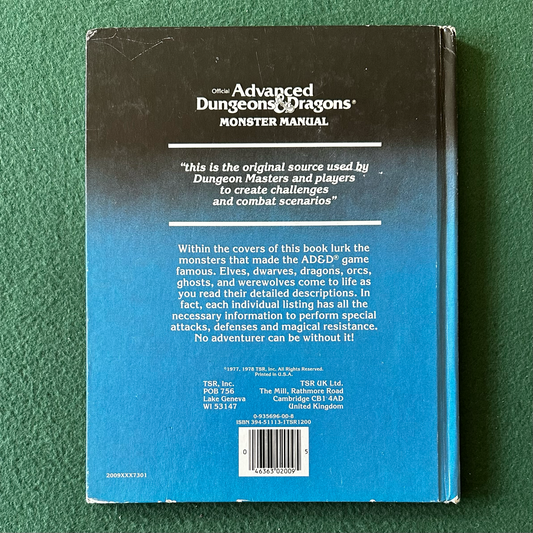 Official Advanced
Dungeons & Dragons®
MONSTER MANUAL
"this is the original source used by
Dungeon Masters and players
to create challenges
and combat scenarios"
Within the covers of this book lurk the
monsters that made the AD&D® game
famous. Elves, dwarves, dragons, orcs,
ghosts, and werewolves come to life as
you read their detailed descriptions. In
fact, each individual listing has all the
necessary information to perform special
attacks, defenses and magical resistance.
No adventurer can be without it!
©1977, 1978 TSR, Inc. All Rights Reserved.
Printed in U.S.A.
TSR, Inc.
POB 756
Lake Geneva
WI 53147
TSR UK Ltd.
The Mill, Rathmore Road
Cambridge CB1 4AD
United Kingdom
0-935696-00-8
ISBN 394-51113-1TSR1200
0 46363 02009 5
2009XXX7301